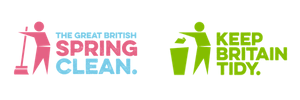 THE GREAT BRITISH
SPRING
CLEAN.
KEEP
BRITAIN
TIDY.